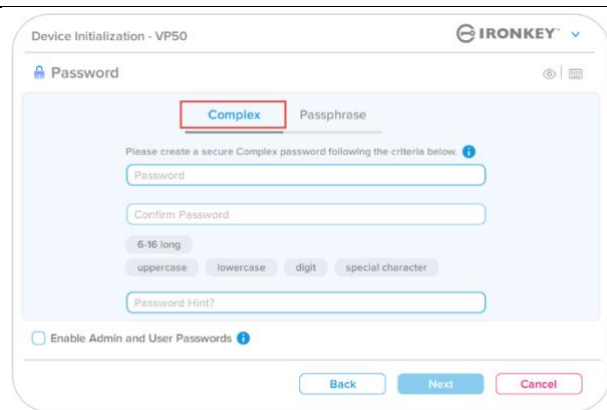 Device Initialization - VP50
IRONKEY
Password
Complex Passphrase
Please create a secure Complex password following the criteria below.
Password
Confirm Password
6-16 long
uppercase lowercase digit special character
Password Hint?
Enable Admin and User Passwords
Back Next Cancel